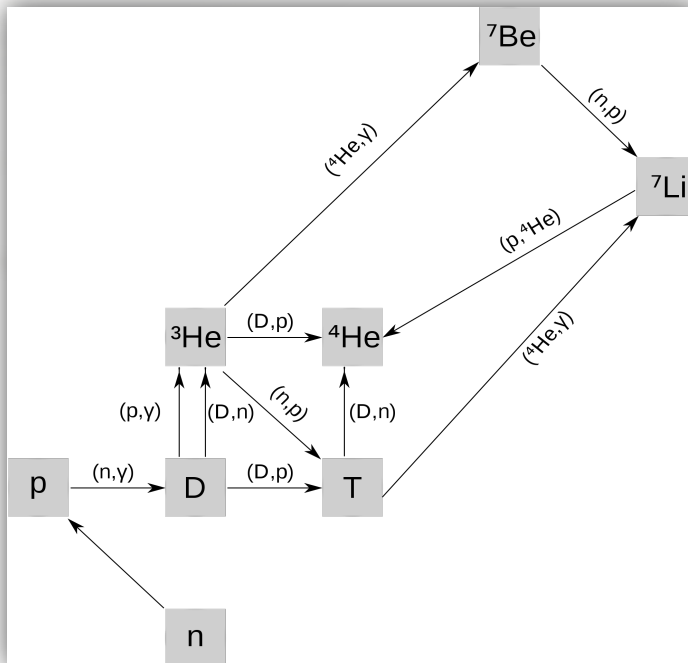 ⁷Be
(n,p)
(⁴He,γ)
⁷Li
(p,⁴He)
³He
(D,p)
⁴He
(⁴He,γ)
(p,γ)
(D,n)
(n,p)
(D,n)
p
(n,γ)
D
(D,p)
T
n